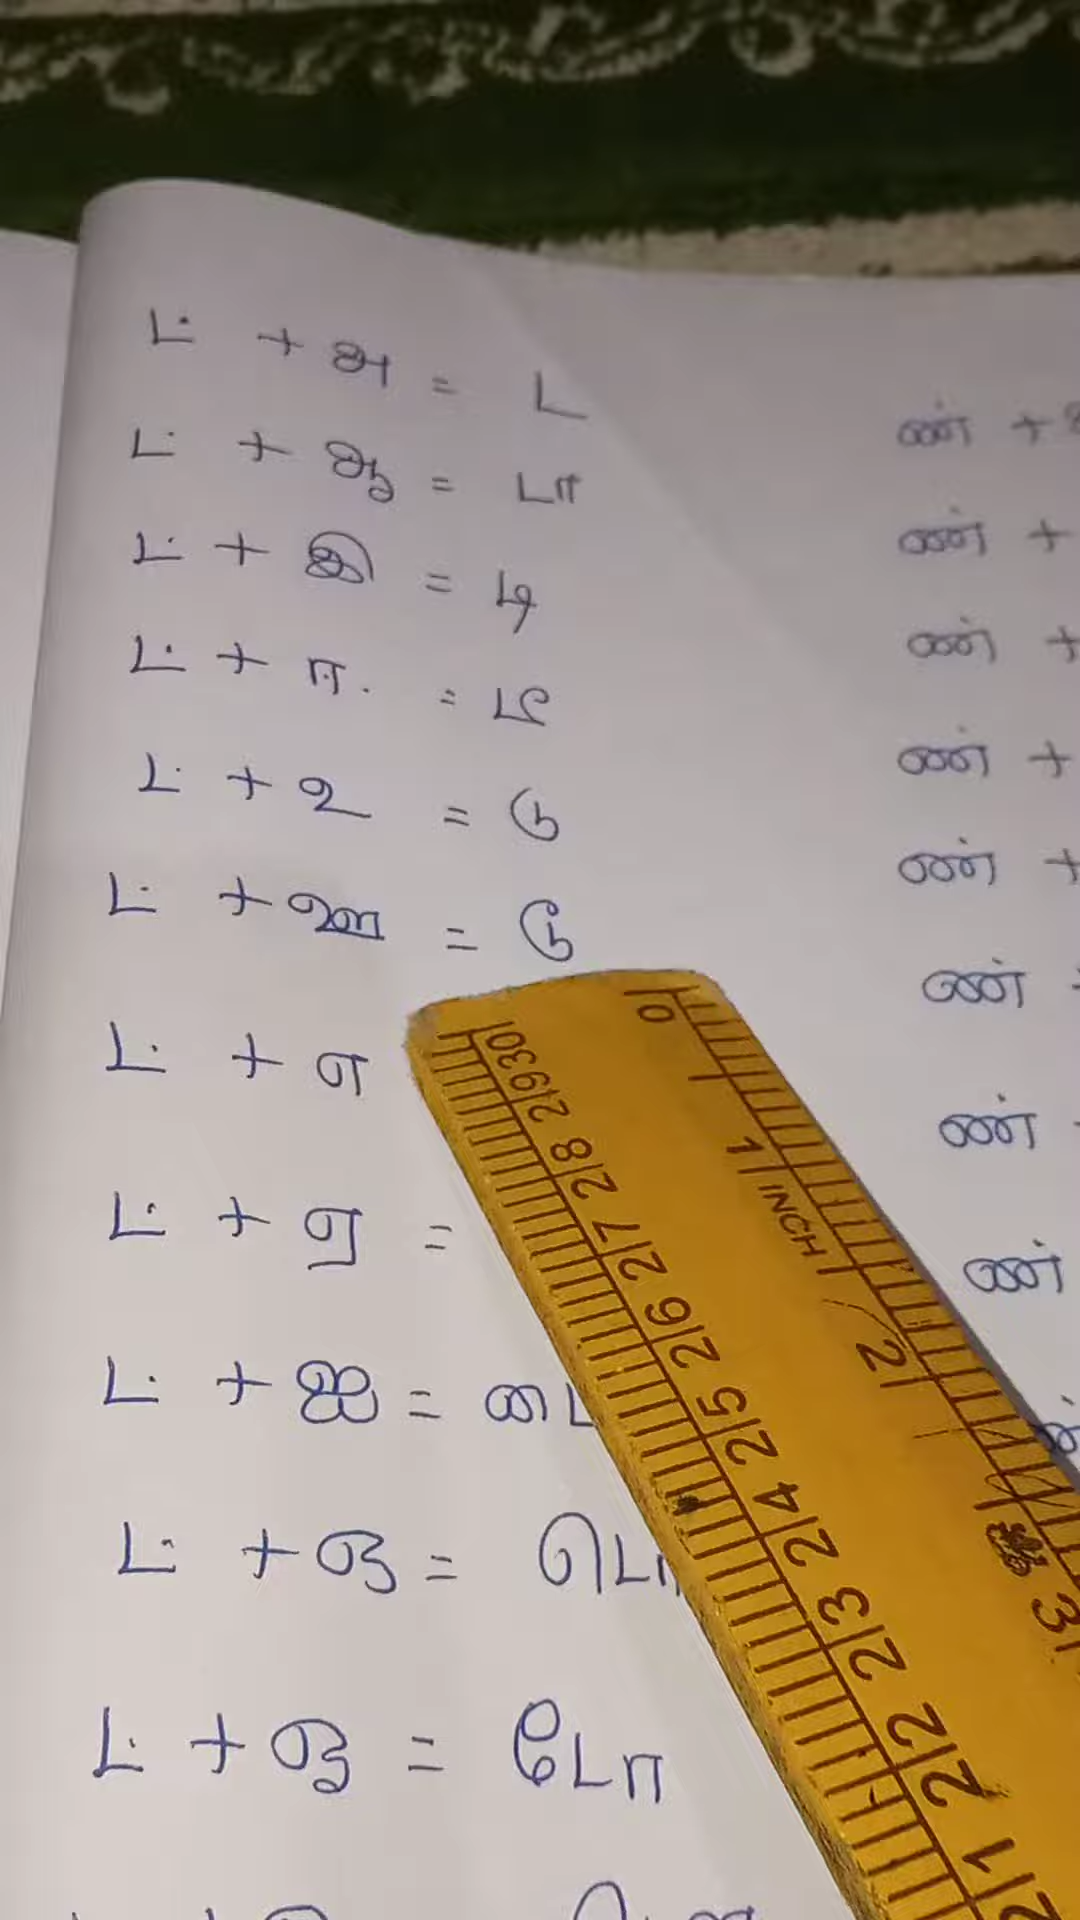 ட் + அ = ட
ட் + ஆ = டா
ட் + இ = டி
ட் + ஈ = டீ
ட் + உ = டு
ட் + ஊ = டூ
ட் + எ
ட் + ஏ =
ட் + ஐ = டை
ட் + ஒ = டொ
ட் + ஓ = டோ
ண் +
ண் +
ண் +
ண் +
ண் +
ண்
ண்
ண்
0 1 INCH 2 3
30 29 28 27 26 25 24 23 22 21